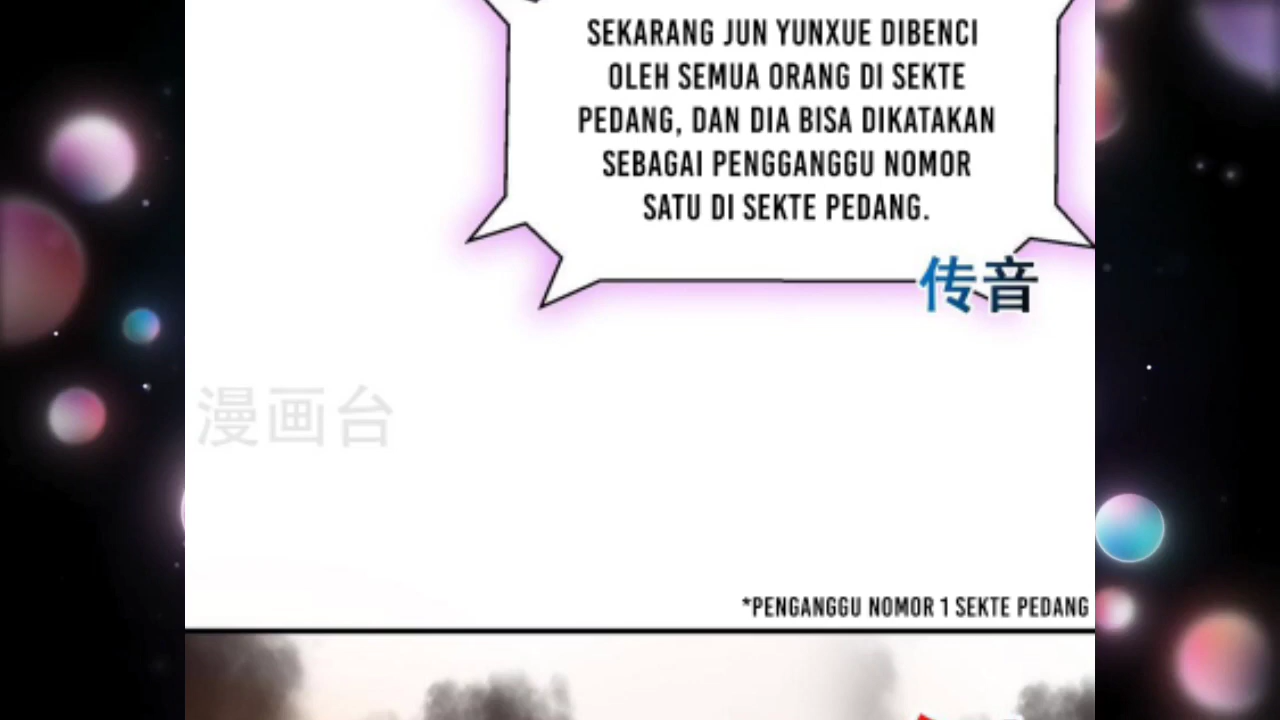 SEKARANG JUN YUNXUE DIBENCI
OLEH SEMUA ORANG DI SEKTE
PEDANG, DAN DIA BISA DIKATAKAN
SEBAGAI PENGGANGGU NOMOR
SATU DI SEKTE PEDANG.
传音
漫画台
*PENGANGGU NOMOR 1 SEKTE PEDANG